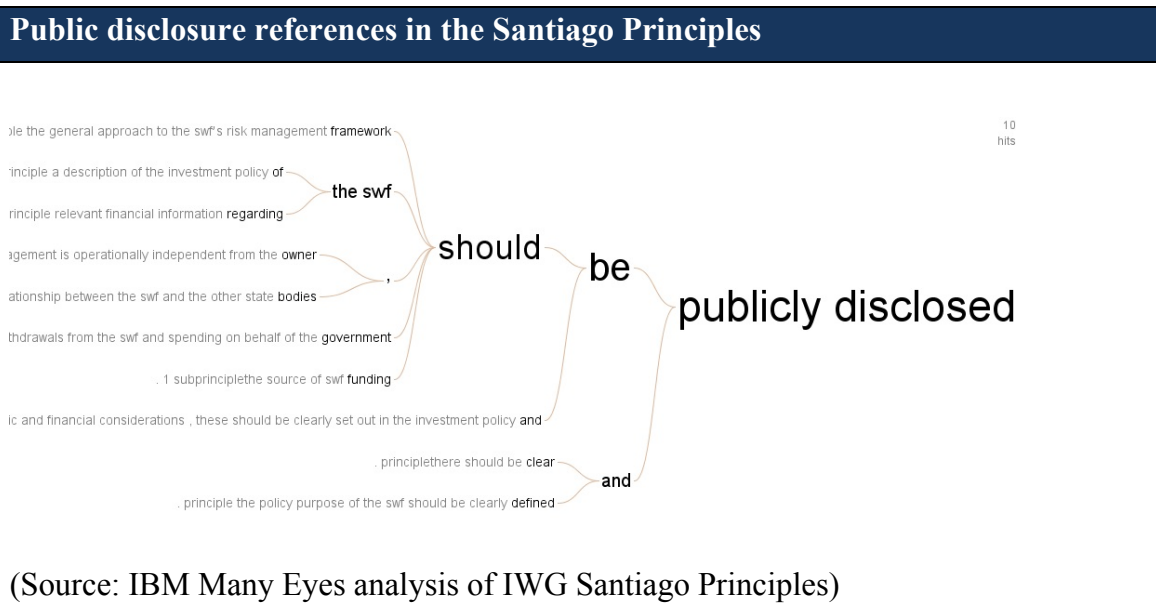 Public disclosure references in the Santiago Principles
10
hits
ple the general approach to the swf's risk management framework
rinciple a description of the investment policy of
the swf
rinciple relevant financial information regarding
should
agement is operationally independent from the owner
,
be
ationship between the swf and the other state bodies
publicly disclosed
thdrawals from the swf and spending on behalf of the government
. 1 subprinciplethe source of swf funding
ic and financial considerations , these should be clearly set out in the investment policy and
. principlethere should be clear
and
. principle the policy purpose of the swf should be clearly defined
(Source: IBM Many Eyes analysis of IWG Santiago Principles)